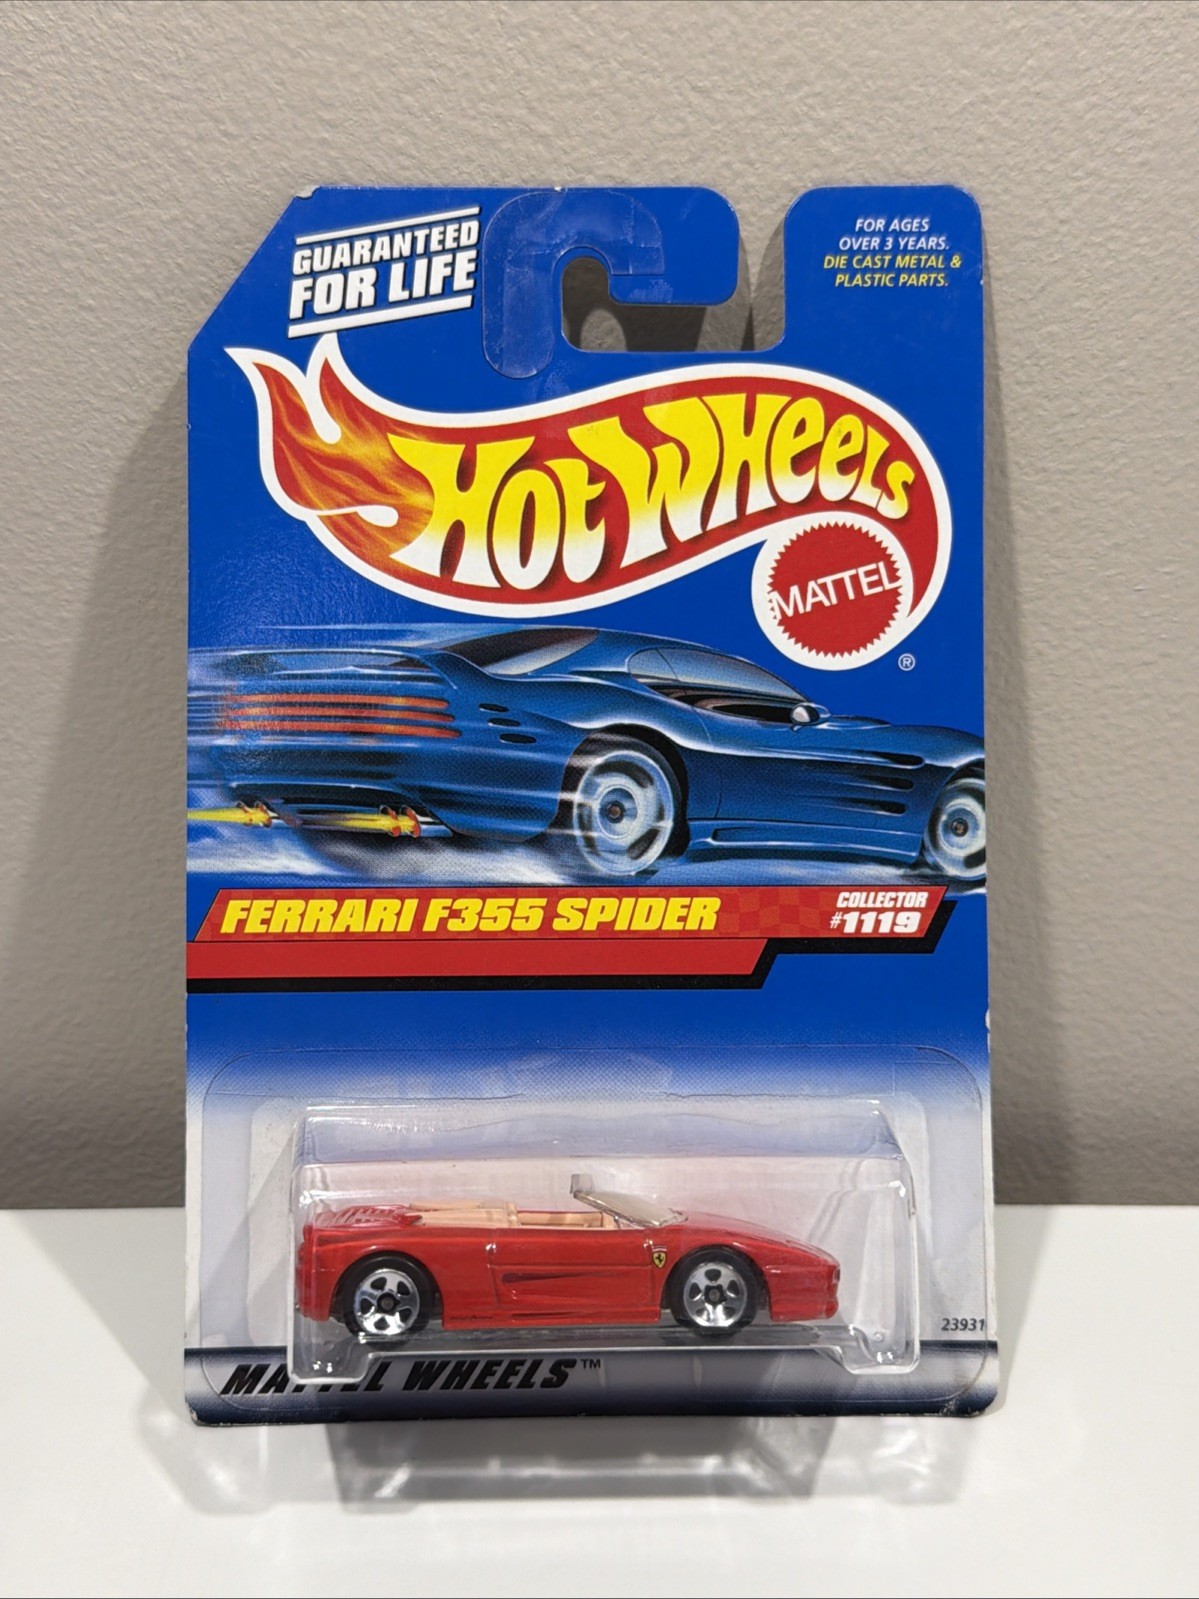 GUARANTEED
FOR LIFE
FOR AGES
OVER 3 YEARS.
DIE CAST METAL &
PLASTIC PARTS.
HOT WHEELS
MATTEL
®
FERRARI F355 SPIDER
COLLECTOR
#1119
23931
MATTEL WHEELS™